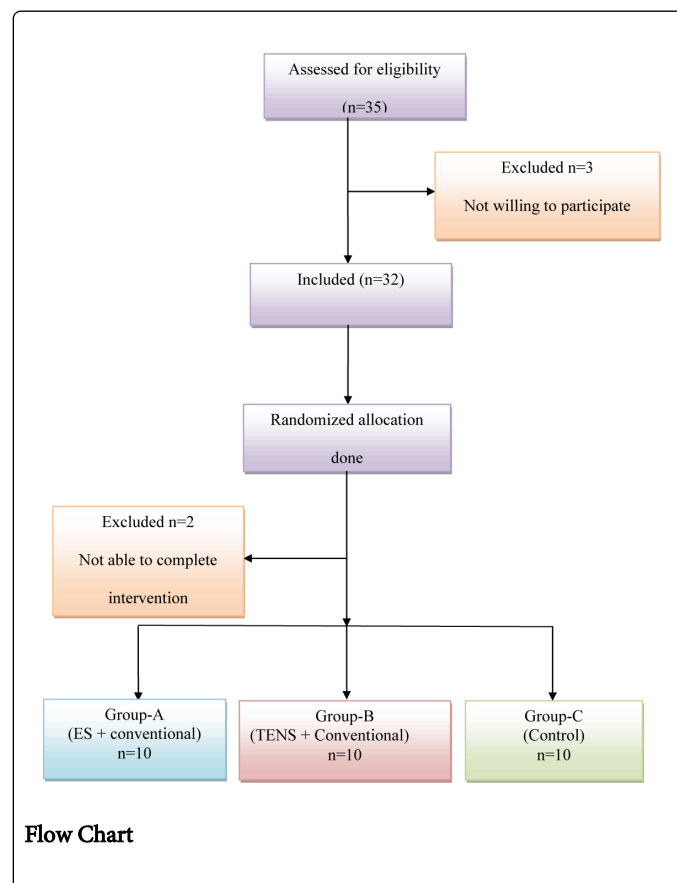 Assessed for eligibility
(n=35)
Excluded n=3
Not willing to participate
Included (n=32)
Randomized allocation
done
Excluded n=2
Not able to complete
intervention
Group-A
(ES + conventional)
n=10
Group-B
(TENS + Conventional)
n=10
Group-C
(Control)
n=10
Flow Chart